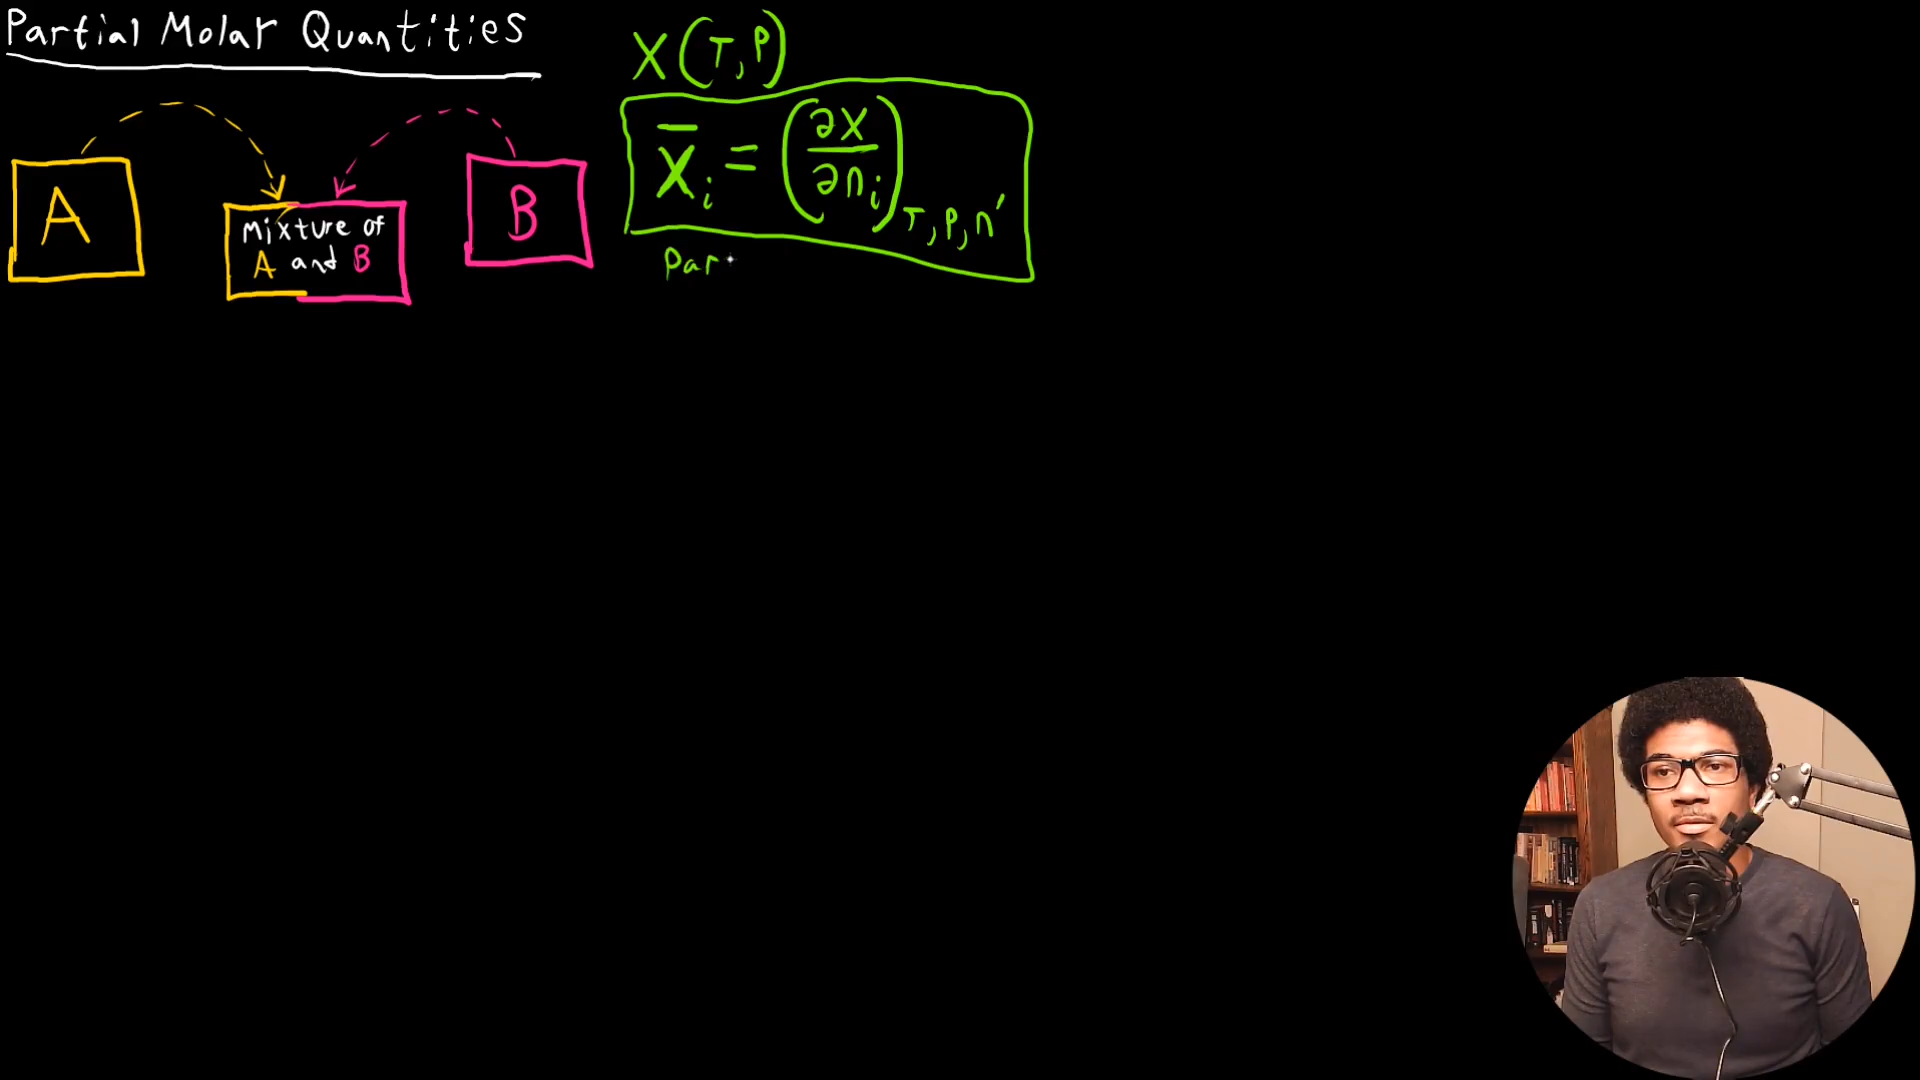 Partial Molar Quantities
X(T,P)
A
Mixture of
A and B
B
X̄ᵢ = (∂X/∂nᵢ)T,P,n′
Par